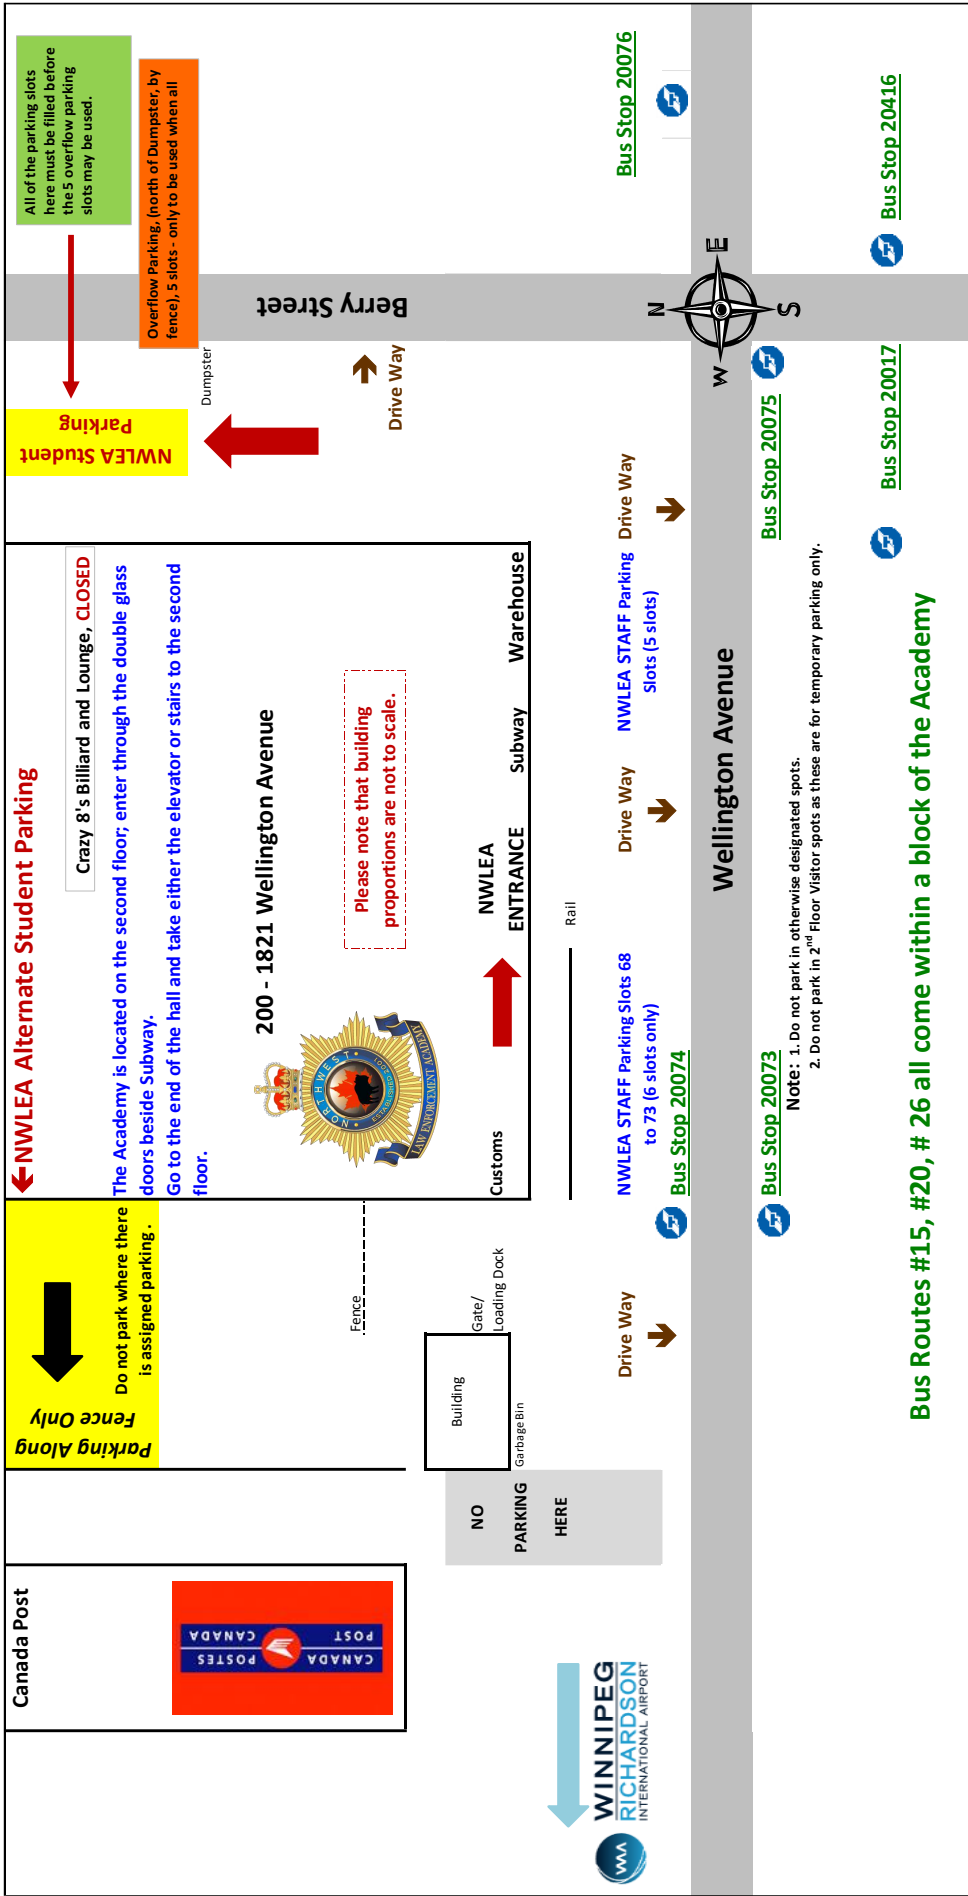 Canada Post
CANADA POSTES
POST CANADA
Parking Along
Fence Only
Do not park where there
is assigned parking .
←NWLEA Alternate Student Parking
Crazy 8's Billiard and Lounge, CLOSED
The Academy is located on the second floor; enter through the double glass
doors beside Subway.
Go to the end of the hall and take either the elevator or stairs to the second
floor.
200 - 1821 Wellington Avenue
NORTHWEST
ESTABLISHED 2001
LAW ENFORCEMENT ACADEMY
Please note that building
proportions are not to scale.
Customs
NWLEA
ENTRANCE
Subway
Warehouse
NWLEA Student
Parking
All of the parking slots
here must be filled before
the 5 overflow parking
slots may be used.
Overflow Parking, (north of Dumpster, by
fence), 5 slots - only to be used when all
Dumpster
Berry Street
Drive Way
Fence
Gate/
Loading Dock
Building
Garbage Bin
NO
PARKING
HERE
Rail
WINNIPEG
RICHARDSON
INTERNATIONAL AIRPORT
Drive Way
NWLEA STAFF Parking Slots 68
to 73 (6 slots only)
Drive Way
NWLEA STAFF Parking
Slots (5 slots)
Drive Way
Bus Stop 20074
Bus Stop 20076
Wellington Avenue
N
W
E
S
Bus Stop 20073
Bus Stop 20075
Note: 1. Do not park in otherwise designated spots.
2. Do not park in 2nd Floor Visitor spots as these are for temporary parking only.
Bus Stop 20017
Bus Stop 20416
Bus Routes #15, #20, # 26 all come within a block of the Academy